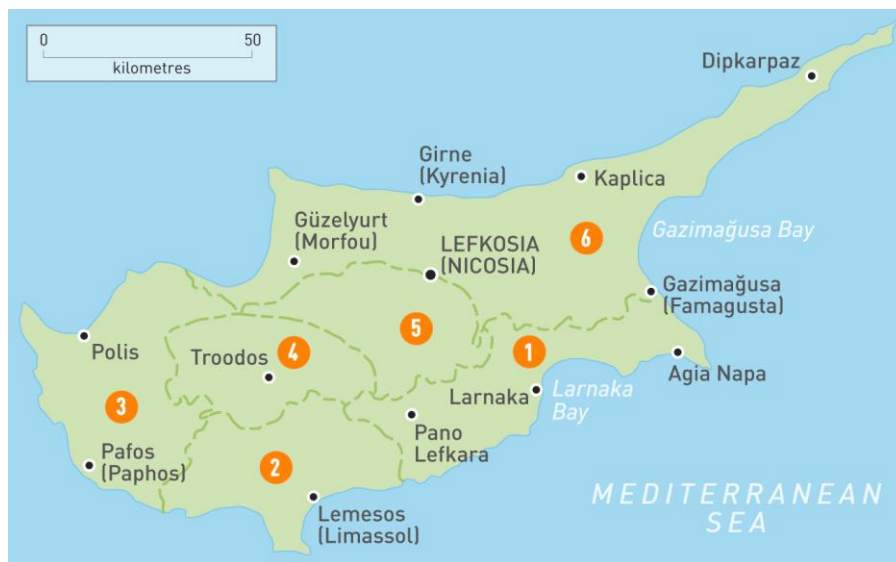 0 50
kilometres
Dipkarpaz
Girne
(Kyrenia)
Kaplica
Güzelyurt
(Morfou)
LEFKOSIA
(NICOSIA)
6
Gazimağusa Bay
Gazimağusa
(Famagusta)
Polis
Troodos
4
5
1
Agia Napa
3
Larnaka
Larnaka
Bay
Pano
Lefkara
Pafos
(Paphos)
2
Lemesos
(Limassol)
MEDITERRANEAN
SEA